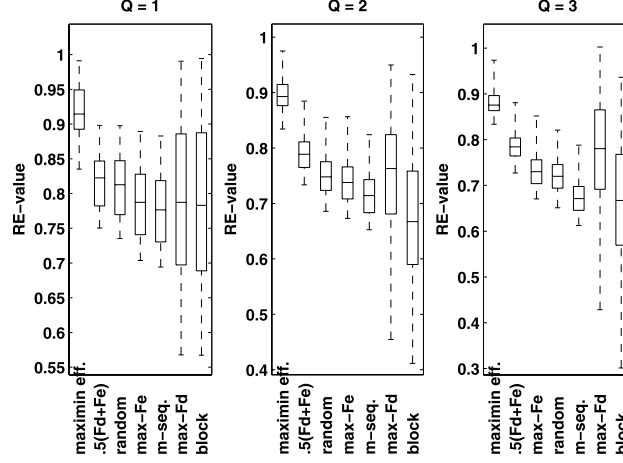 Q = 1
1
0.95
0.9
0.85
0.8
0.75
0.7
0.65
0.6
0.55
RE-value
maximin eff.
.5(Fd+Fe)
random
max-Fe
m-seq.
max-Fd
block
Q = 2
1
0.9
0.8
0.7
0.6
0.5
0.4
RE-value
maximin eff.
.5(Fd+Fe)
random
max-Fe
m-seq.
max-Fd
block
Q = 3
1
0.9
0.8
0.7
0.6
0.5
0.4
0.3
RE-value
maximin eff.
.5(Fd+Fe)
max-Fe
random
m-seq.
max-Fd
block